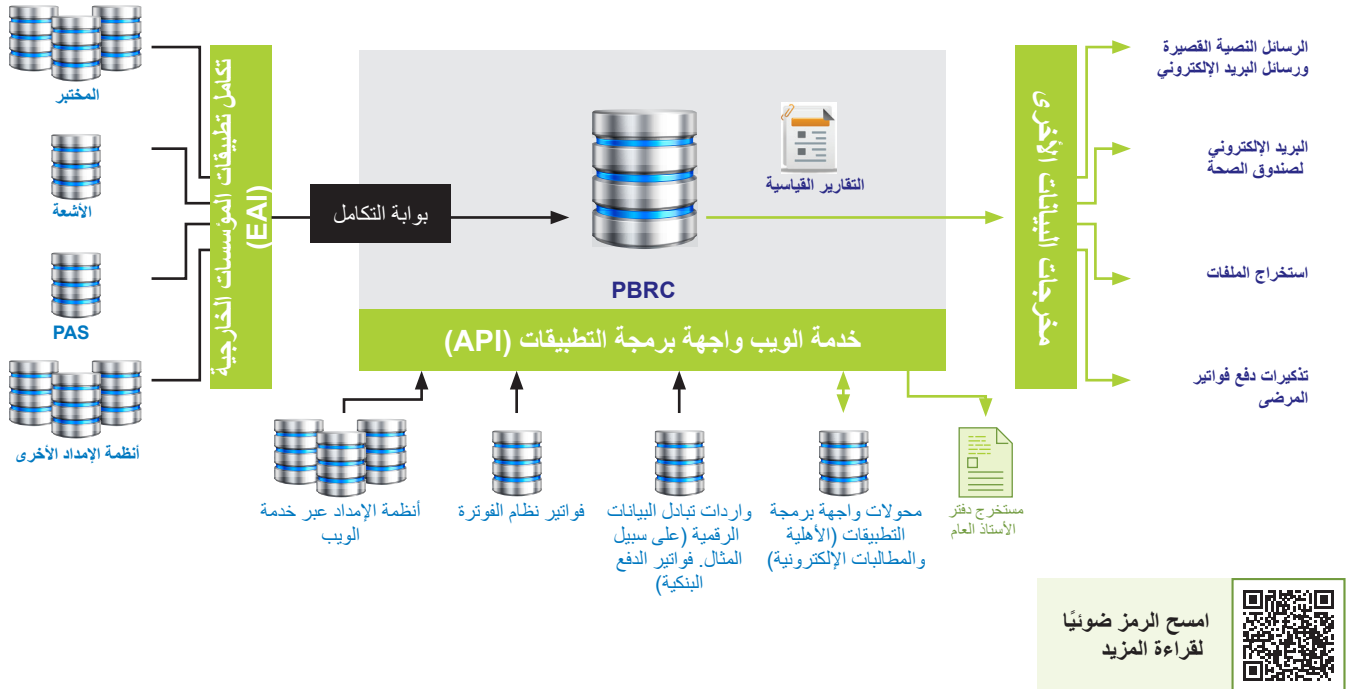 المختبر
الأشعة
PAS
أنظمة الإمداد الأخرى
تكامل تطبيقات المؤسسات الخارجية
(EAI)
بوابة التكامل
PBRC
التقارير القياسية
خدمة الويب واجهة برمجة التطبيقات (API)
مخرجات البيانات الأخرى
الرسائل النصية القصيرة
ورسائل البريد الإلكتروني
البريد الإلكتروني
لصندوق الصحة
استخراج الملفات
تذكيرات دفع فواتير
المرضى
أنظمة الإمداد عبر خدمة
الويب
فواتير نظام الفوترة
واردات تبادل البيانات
الرقمية (على سبيل
المثال. فواتير الدفع
البنكية)
محولات واجهة برمجة
التطبيقات (الأهلية
والمطالبات الإلكترونية)
مستخرج دفتر
الأستاذ العام
امسح الرمز ضوئيًا
لقراءة المزيد